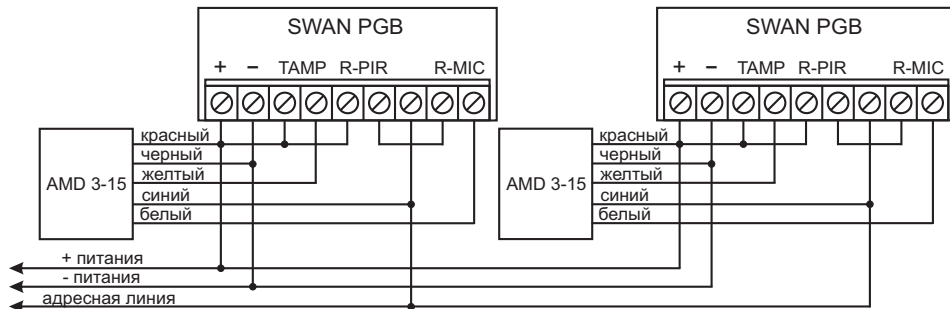 SWAN PGB
+ − TAMP R-PIR R-MIC
красный
черный
желтый
синий
белый
AMD 3-15
SWAN PGB
+ − TAMP R-PIR R-MIC
красный
черный
желтый
синий
белый
AMD 3-15
+ питания
- питания
адресная линия